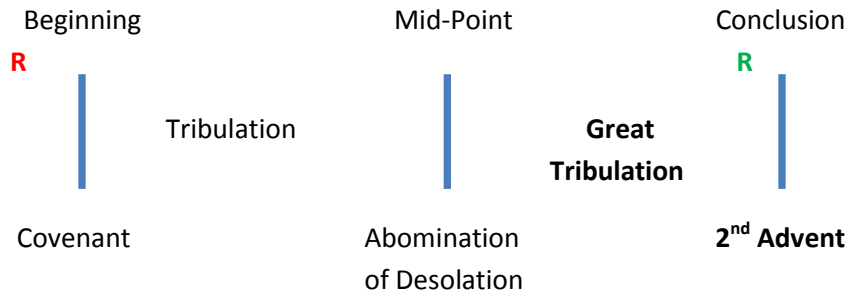 Beginning Mid-Point Conclusion
R R
Tribulation Great
Tribulation
Covenant Abomination 2nd Advent
of Desolation